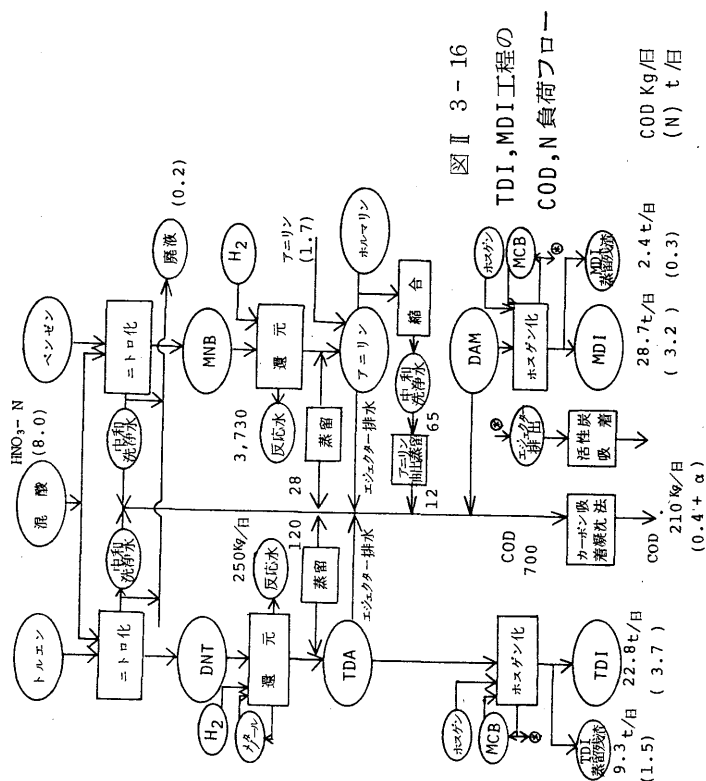 混酸
HNO₃-N
(8.0)
トルエン
ベンゼン
ニトロ化
中和
洗浄水
中和
洗浄水
ニトロ化
廃液
(0.2)
DNT
MNB
H₂
メタノール
還元
250Kg/日
反応水
3,730
反応水
還元
H₂
120
蒸留
28
蒸留
アニリン
(1.7)
TDA
エジェクター排水
エジェクター排水
アニリン
ホルマリン
縮合
中和
洗浄水
65
アニリン
抽出蒸留
12
DAM
COD
700
ホスゲン
MCB
ホスゲン化
ホスゲン
MCB
ホスゲン化
エジェクター
排出
活性炭
吸着
カーボン吸
着凝沈法
COD 210Kg/日
(0.4+α)
TDI
蒸留残渣
9.3t/日
(1.5)
TDI
22.8t/日
(3.7)
MDI
28.7t/日
(3.2)
MDI
蒸留残渣
2.4t/日
(0.3)
図Ⅱ 3-16
TDI,MDI工程の
COD,N負荷フロー
COD Kg/日
(N) t/日